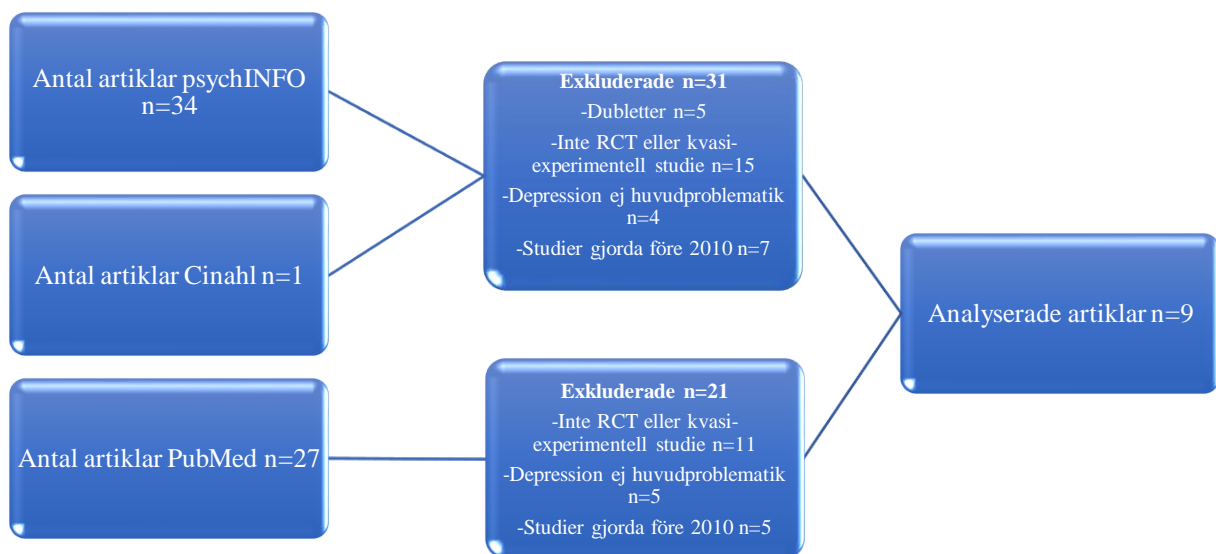 Antal artiklar psychINFO
n=34
Antal artiklar Cinahl n=1
Antal artiklar PubMed n=27
Exkluderade n=31
-Dubletter n=5
-Inte RCT eller kvasi-
experimentell studie n=15
-Depression ej huvudproblematik
n=4
-Studier gjorda före 2010 n=7
Exkluderade n=21
-Inte RCT eller kvasi-
experimentell studie n=11
-Depression ej huvudproblematik
n=5
-Studier gjorda före 2010 n=5
Analyserade artiklar n=9